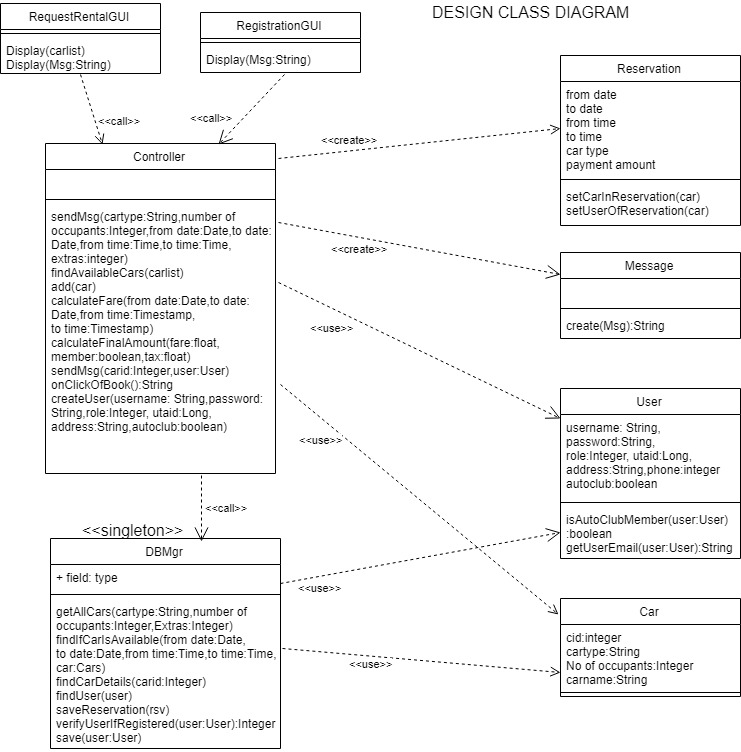 DESIGN CLASS DIAGRAM
RequestRentalGUI
Display(carlist)
Display(Msg:String)
RegistrationGUI
Display(Msg:String)
<<call>>
<<call>>
Controller
sendMsg(cartype:String,number of
occupants:Integer,from date:Date,to date:
Date,from time:Time,to time:Time,
extras:integer)
findAvailableCars(carlist)
add(car)
calculateFare(from date:Date,to date:
Date,from time:Timestamp,
to time:Timestamp)
calculateFinalAmount(fare:float,
member:boolean,tax:float)
sendMsg(carid:Integer,user:User)
onClickOfBook():String
createUser(username: String,password:
String,role:Integer, utaid:Long,
address:String,autoclub:boolean)
<<create>>
<<create>>
<<use>>
<<use>>
<<call>>
Reservation
from date
to date
from time
to time
car type
payment amount
setCarInReservation(car)
setUserOfReservation(car)
Message
create(Msg):String
User
username: String,
password:String,
role:Integer, utaid:Long,
address:String,phone:integer
autoclub:boolean
isAutoClubMember(user:User)
:boolean
getUserEmail(user:User):String
<<singleton>>
DBMgr
+ field: type
getAllCars(cartype:String,number of
occupants:Integer,Extras:Integer)
findIfCarIsAvailable(from date:Date,
to date:Date,from time:Time,to time:Time,
car:Cars)
findCarDetails(carid:Integer)
findUser(user)
saveReservation(rsv)
verifyUserIfRegistered(user:User):Integer
save(user:User)
<<use>>
<<use>>
Car
cid:integer
cartype:String
No of occupants:Integer
carname:String